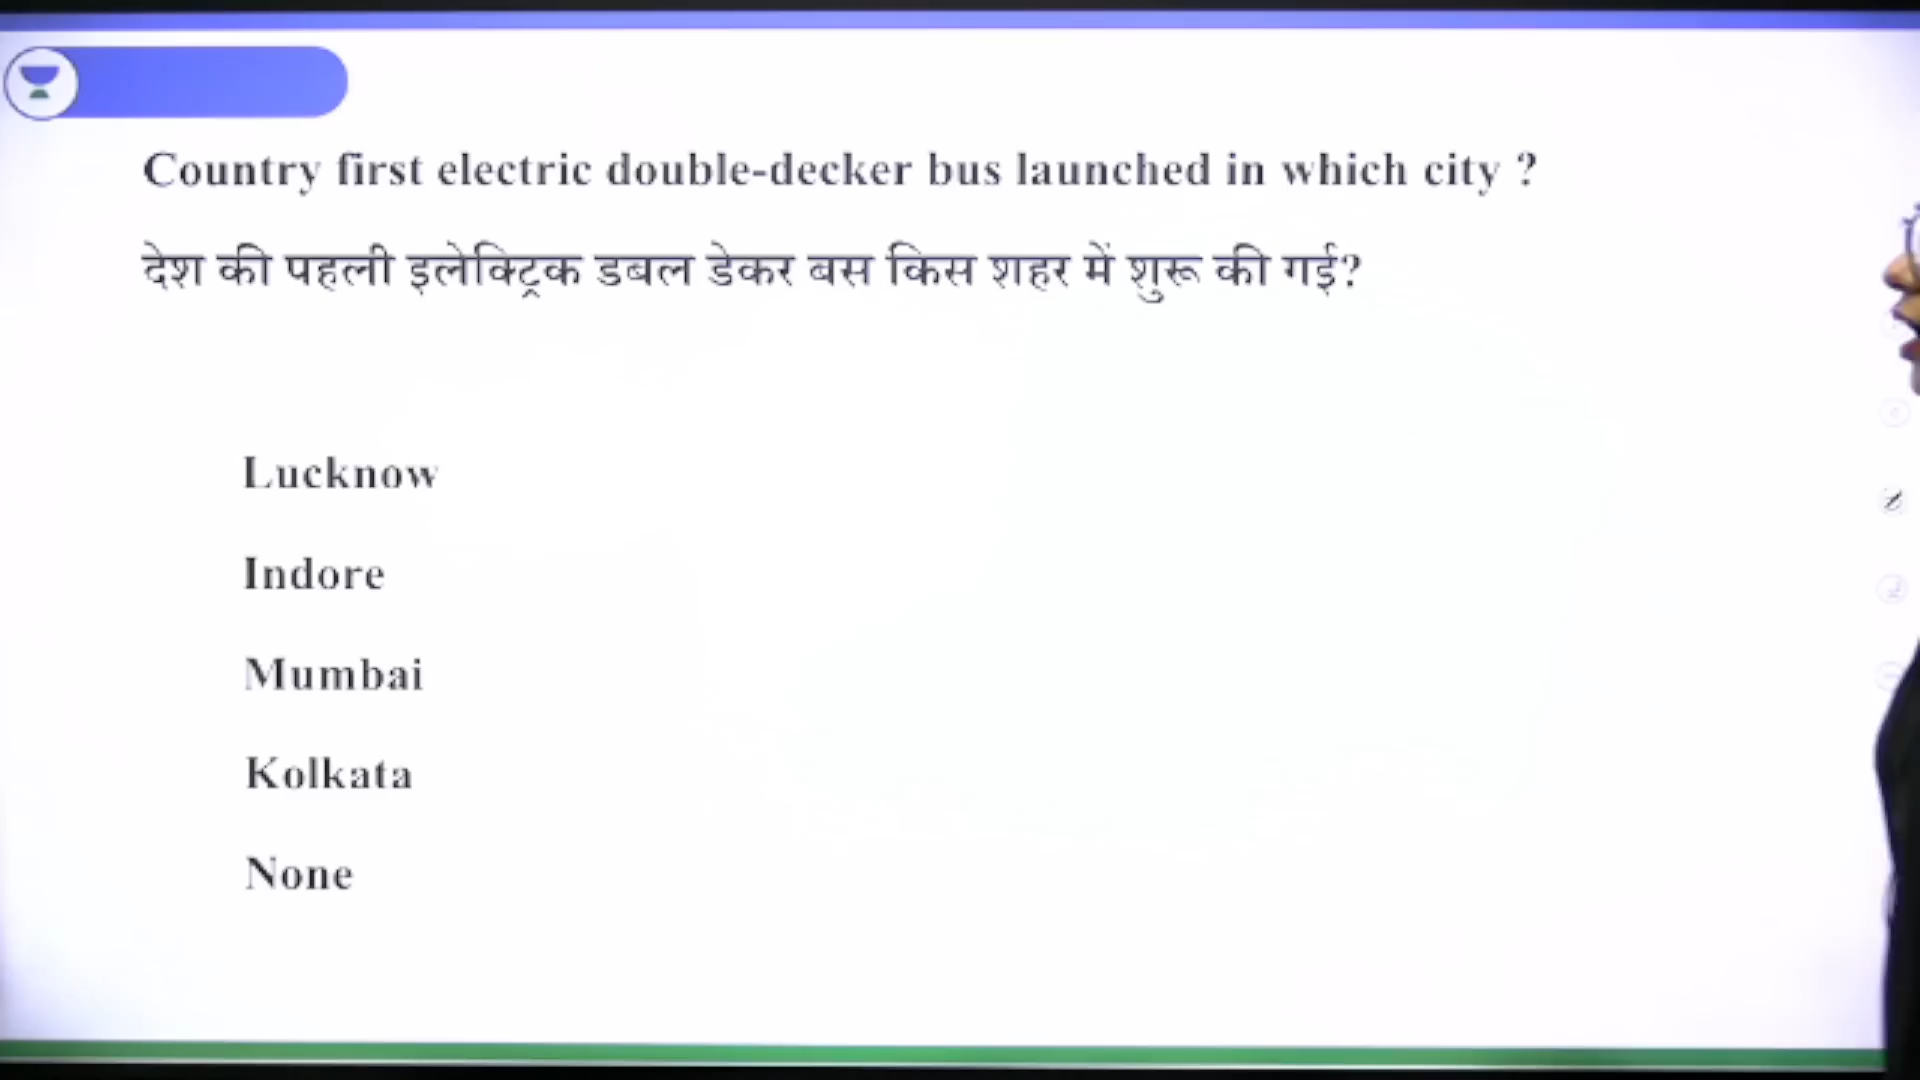 Country first electric double-decker bus launched in which city ?
देश की पहली इलेक्ट्रिक डबल डेकर बस किस शहर में शुरू की गई?
Lucknow
Indore
Mumbai
Kolkata
None